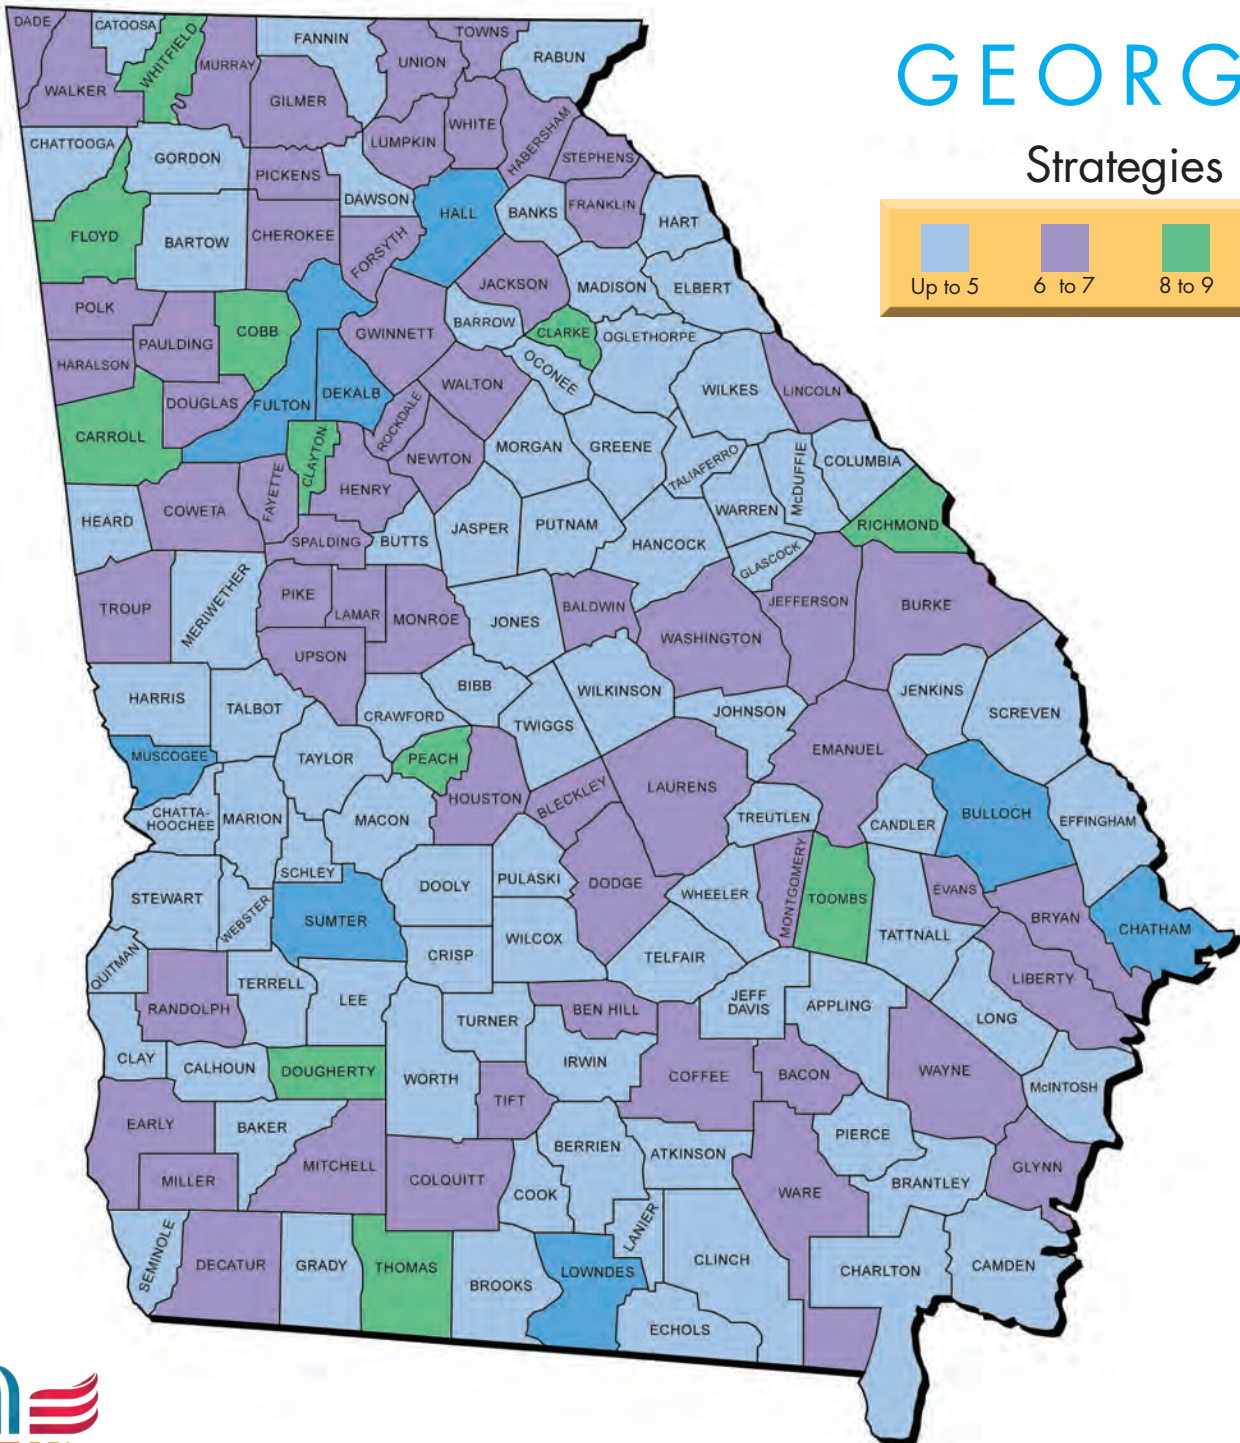 GEORG
Strategies
Up to 5
6 to 7
8 to 9
DADE
CATOOSA
WHITFIELD
MURRAY
WALKER
FANNIN
UNION
TOWNS
RABUN
GILMER
WHITE
LUMPKIN
HABERSHAM
STEPHENS
CHATTOOGA
GORDON
PICKENS
DAWSON
HALL
BANKS
FRANKLIN
HART
FLOYD
BARTOW
CHEROKEE
FORSYTH
JACKSON
MADISON
ELBERT
POLK
PAULDING
COBB
GWINNETT
BARROW
CLARKE
OGLETHORPE
OCONEE
HARALSON
DOUGLAS
FULTON
DEKALB
ROCKDALE
WALTON
WILKES
LINCOLN
CARROLL
CLAYTON
NEWTON
MORGAN
GREENE
TALIAFERRO
McDUFFIE
COLUMBIA
HEARD
COWETA
FAYETTE
HENRY
SPALDING
BUTTS
JASPER
PUTNAM
HANCOCK
WARREN
GLASCOCK
RICHMOND
TROUP
MERIWETHER
PIKE
LAMAR
MONROE
JONES
BALDWIN
WASHINGTON
JEFFERSON
BURKE
UPSON
HARRIS
TALBOT
CRAWFORD
BIBB
TWIGGS
WILKINSON
JOHNSON
JENKINS
SCREVEN
MUSCOGEE
TAYLOR
PEACH
HOUSTON
BLECKLEY
LAURENS
EMANUEL
CHATTA-
HOOCHEE
MARION
MACON
TREUTLEN
CANDLER
BULLOCH
EFFINGHAM
SCHLEY
DOOLY
PULASKI
DODGE
WHEELER
MONTGOMERY
TOOMBS
EVANS
BRYAN
CHATHAM
STEWART
WEBSTER
SUMTER
CRISP
WILCOX
TELFAIR
TATTNALL
LIBERTY
QUITMAN
RANDOLPH
TERRELL
LEE
TURNER
BEN HILL
JEFF
DAVIS
APPLING
LONG
CLAY
CALHOUN
DOUGHERTY
WORTH
IRWIN
COFFEE
BACON
WAYNE
McINTOSH
TIFT
EARLY
BAKER
MITCHELL
MILLER
COLQUITT
BERRIEN
COOK
ATKINSON
PIERCE
WARE
BRANTLEY
GLYNN
SEMINOLE
DECATUR
GRADY
THOMAS
BROOKS
LOWNDES
LANIER
CLINCH
ECHOLS
CHARLTON
CAMDEN